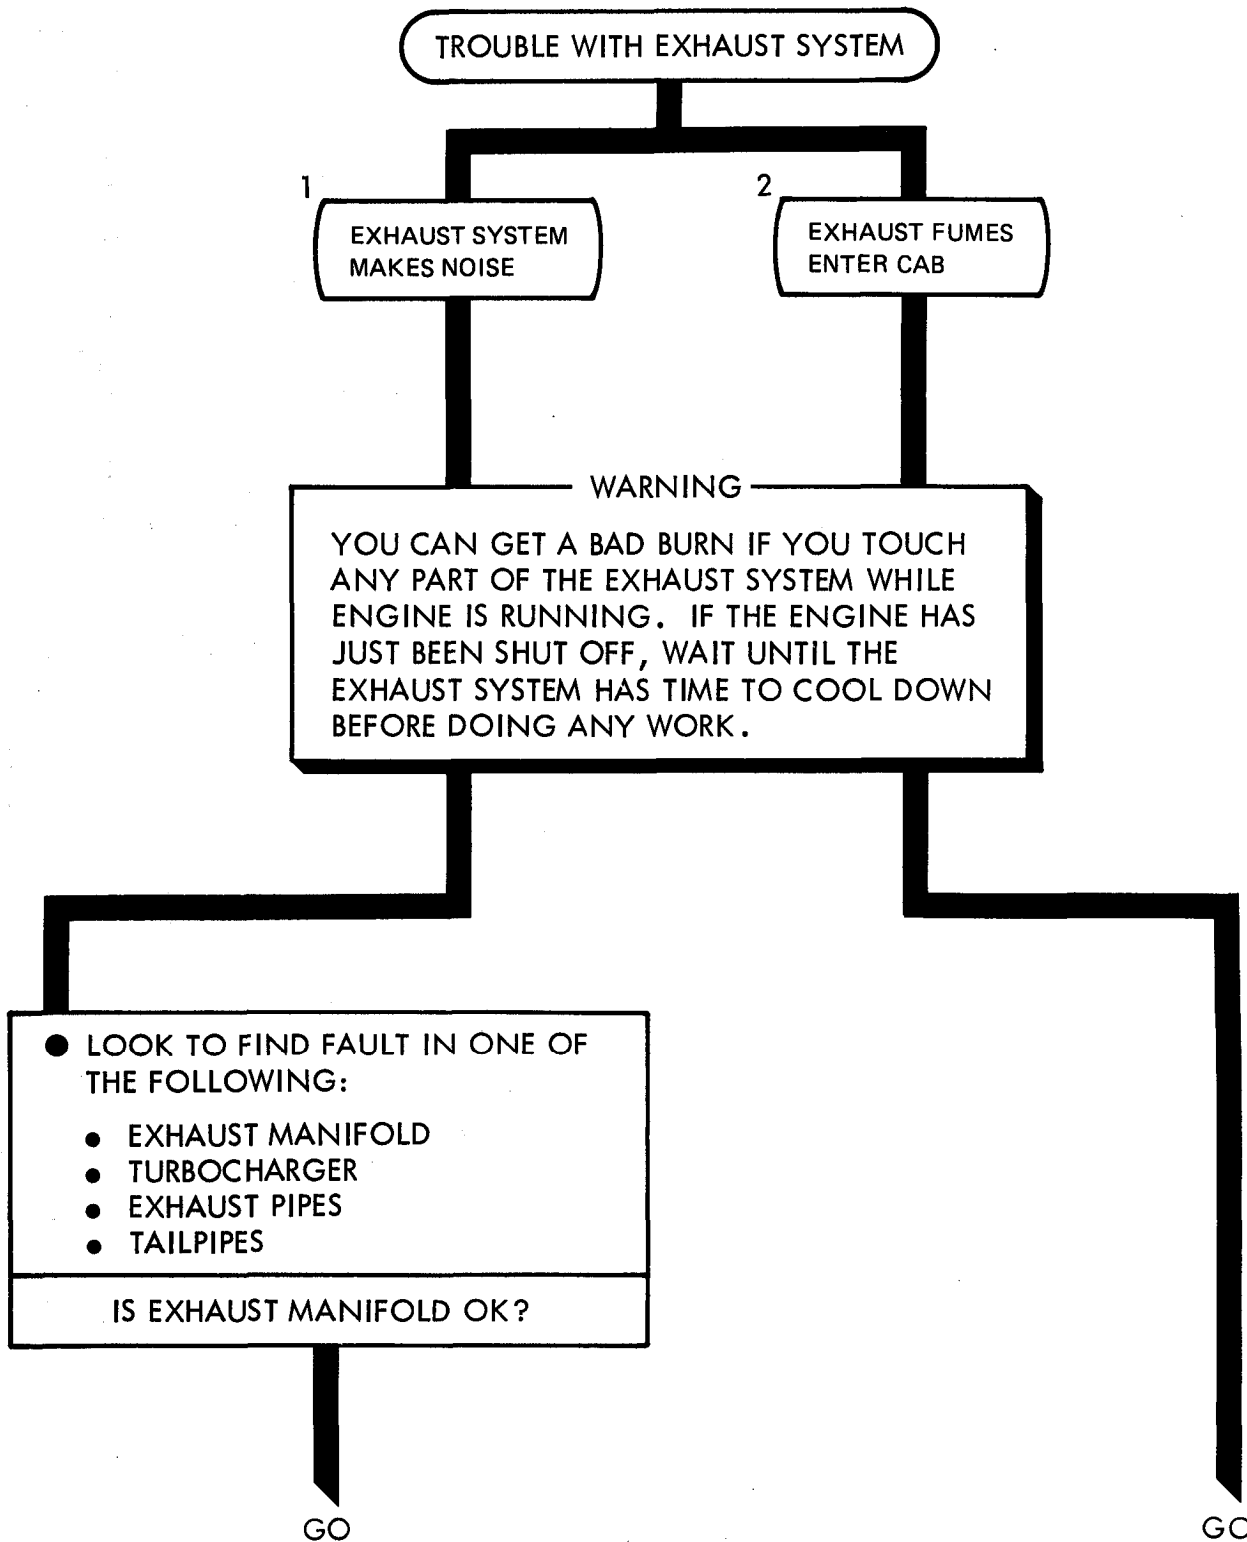 TROUBLE WITH EXHAUST SYSTEM
1
EXHAUST SYSTEM
MAKES NOISE
2
EXHAUST FUMES
ENTER CAB
WARNING
YOU CAN GET A BAD BURN IF YOU TOUCH
ANY PART OF THE EXHAUST SYSTEM WHILE
ENGINE IS RUNNING. IF THE ENGINE HAS
JUST BEEN SHUT OFF, WAIT UNTIL THE
EXHAUST SYSTEM HAS TIME TO COOL DOWN
BEFORE DOING ANY WORK.
● LOOK TO FIND FAULT IN ONE OF
THE FOLLOWING:
● EXHAUST MANIFOLD
● TURBOCHARGER
● EXHAUST PIPES
● TAILPIPES
IS EXHAUST MANIFOLD OK?
GO
GO